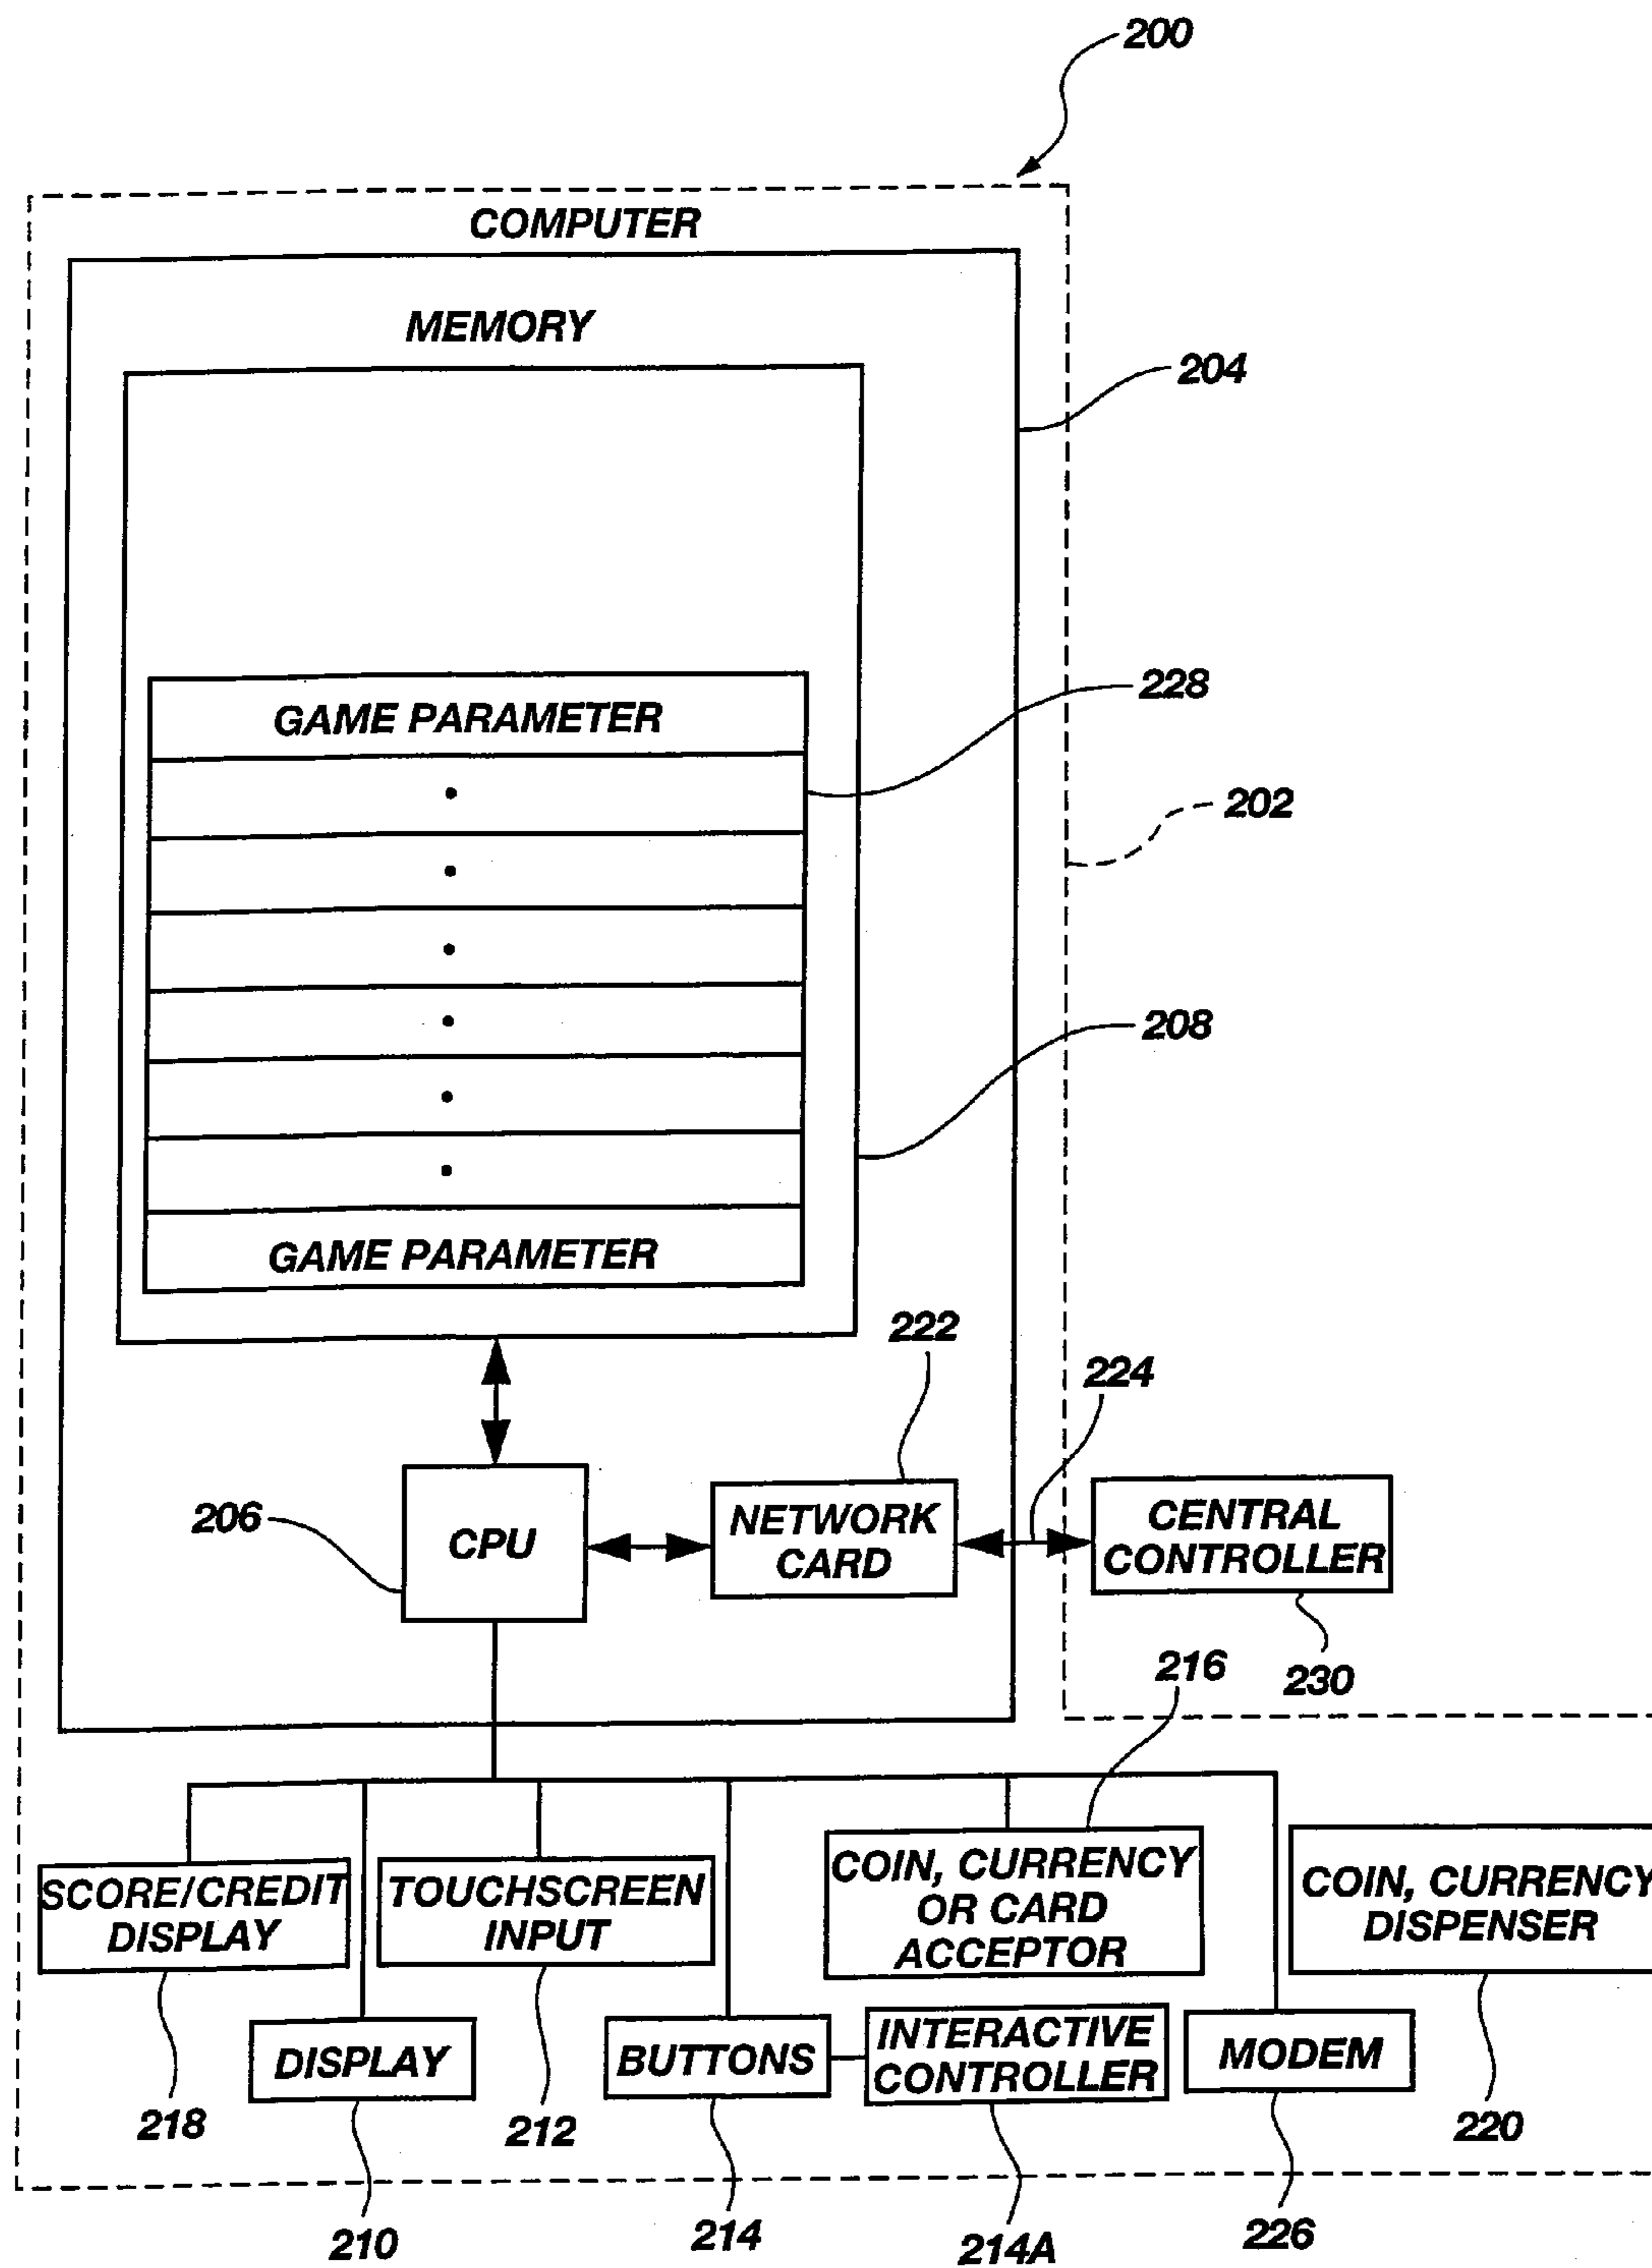 200
COMPUTER
MEMORY
204
GAME PARAMETER
228
202
208
GAME PARAMETER
222
224
206
CPU
NETWORK
CARD
CENTRAL
CONTROLLER
230
216
SCORE/CREDIT
DISPLAY
TOUCHSCREEN
INPUT
COIN, CURRENCY
OR CARD
ACCEPTOR
COIN, CURRENCY
DISPENSER
DISPLAY
BUTTONS
INTERACTIVE
CONTROLLER
MODEM
218
212
220
210
214
214A
226